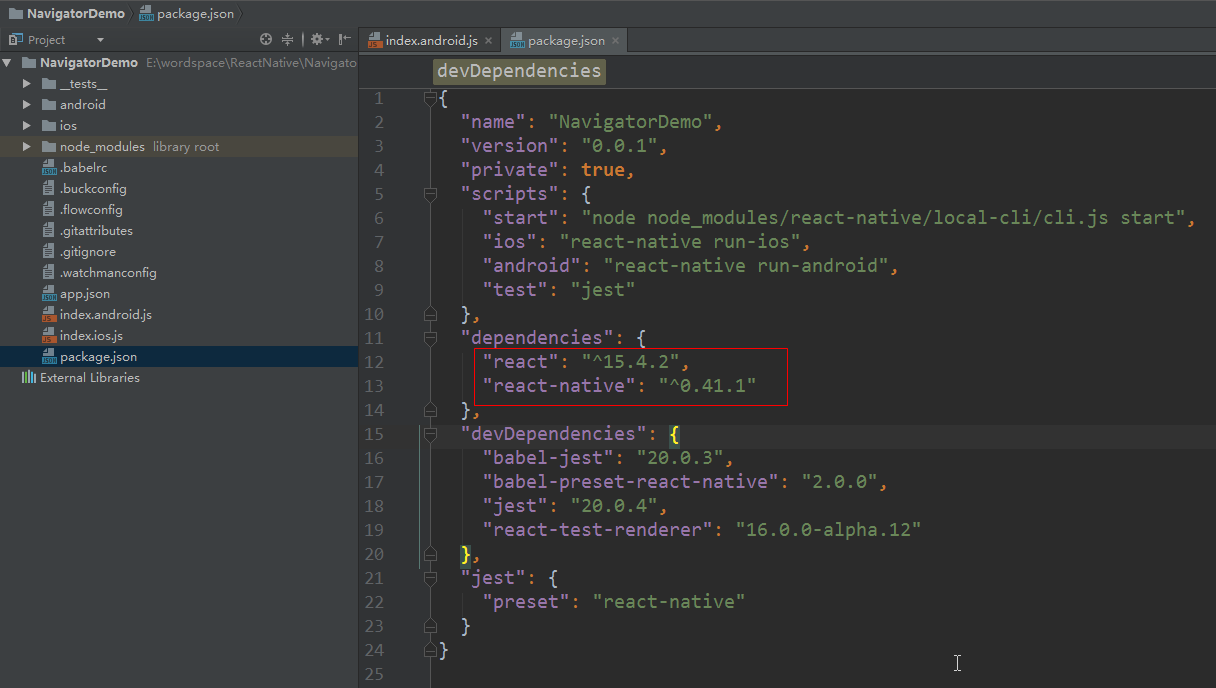 NavigatorDemo package.json
Project
NavigatorDemo E:\wordspace\ReactNative\Navigato
__tests__
android
ios
node_modules library root
.babelrc
.buckconfig
.flowconfig
.gitattributes
.gitignore
.watchmanconfig
app.json
index.android.js
index.ios.js
package.json
External Libraries
index.android.js package.json
devDependencies
1 {
2 "name": "NavigatorDemo",
3 "version": "0.0.1",
4 "private": true,
5 "scripts": {
6 "start": "node node_modules/react-native/local-cli/cli.js start",
7 "ios": "react-native run-ios",
8 "android": "react-native run-android",
9 "test": "jest"
10 },
11 "dependencies": {
12 "react": "^15.4.2",
13 "react-native": "^0.41.1"
14 },
15 "devDependencies": {
16 "babel-jest": "20.0.3",
17 "babel-preset-react-native": "2.0.0",
18 "jest": "20.0.4",
19 "react-test-renderer": "16.0.0-alpha.12"
20 },
21 "jest": {
22 "preset": "react-native"
23 }
24 }
25